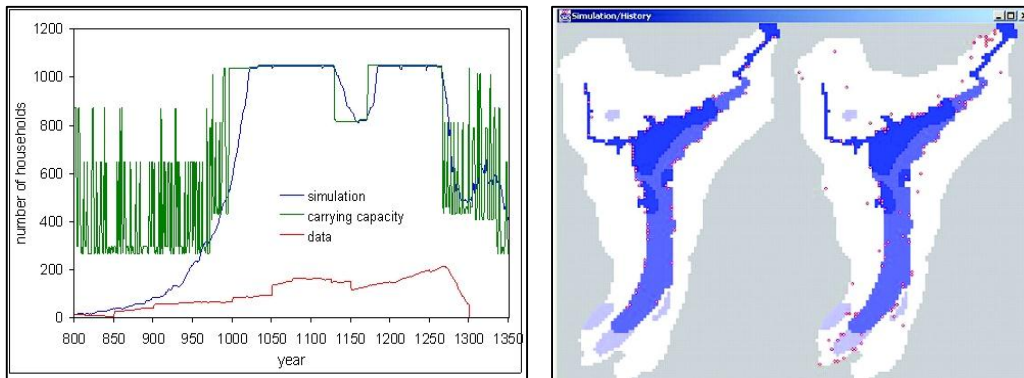 1200
1000
800
600
400
200
0
number of households
simulation
carrying capacity
data
800 850 900 950 1000 1050 1100 1150 1200 1250 1300 1350
year
Simulation/History